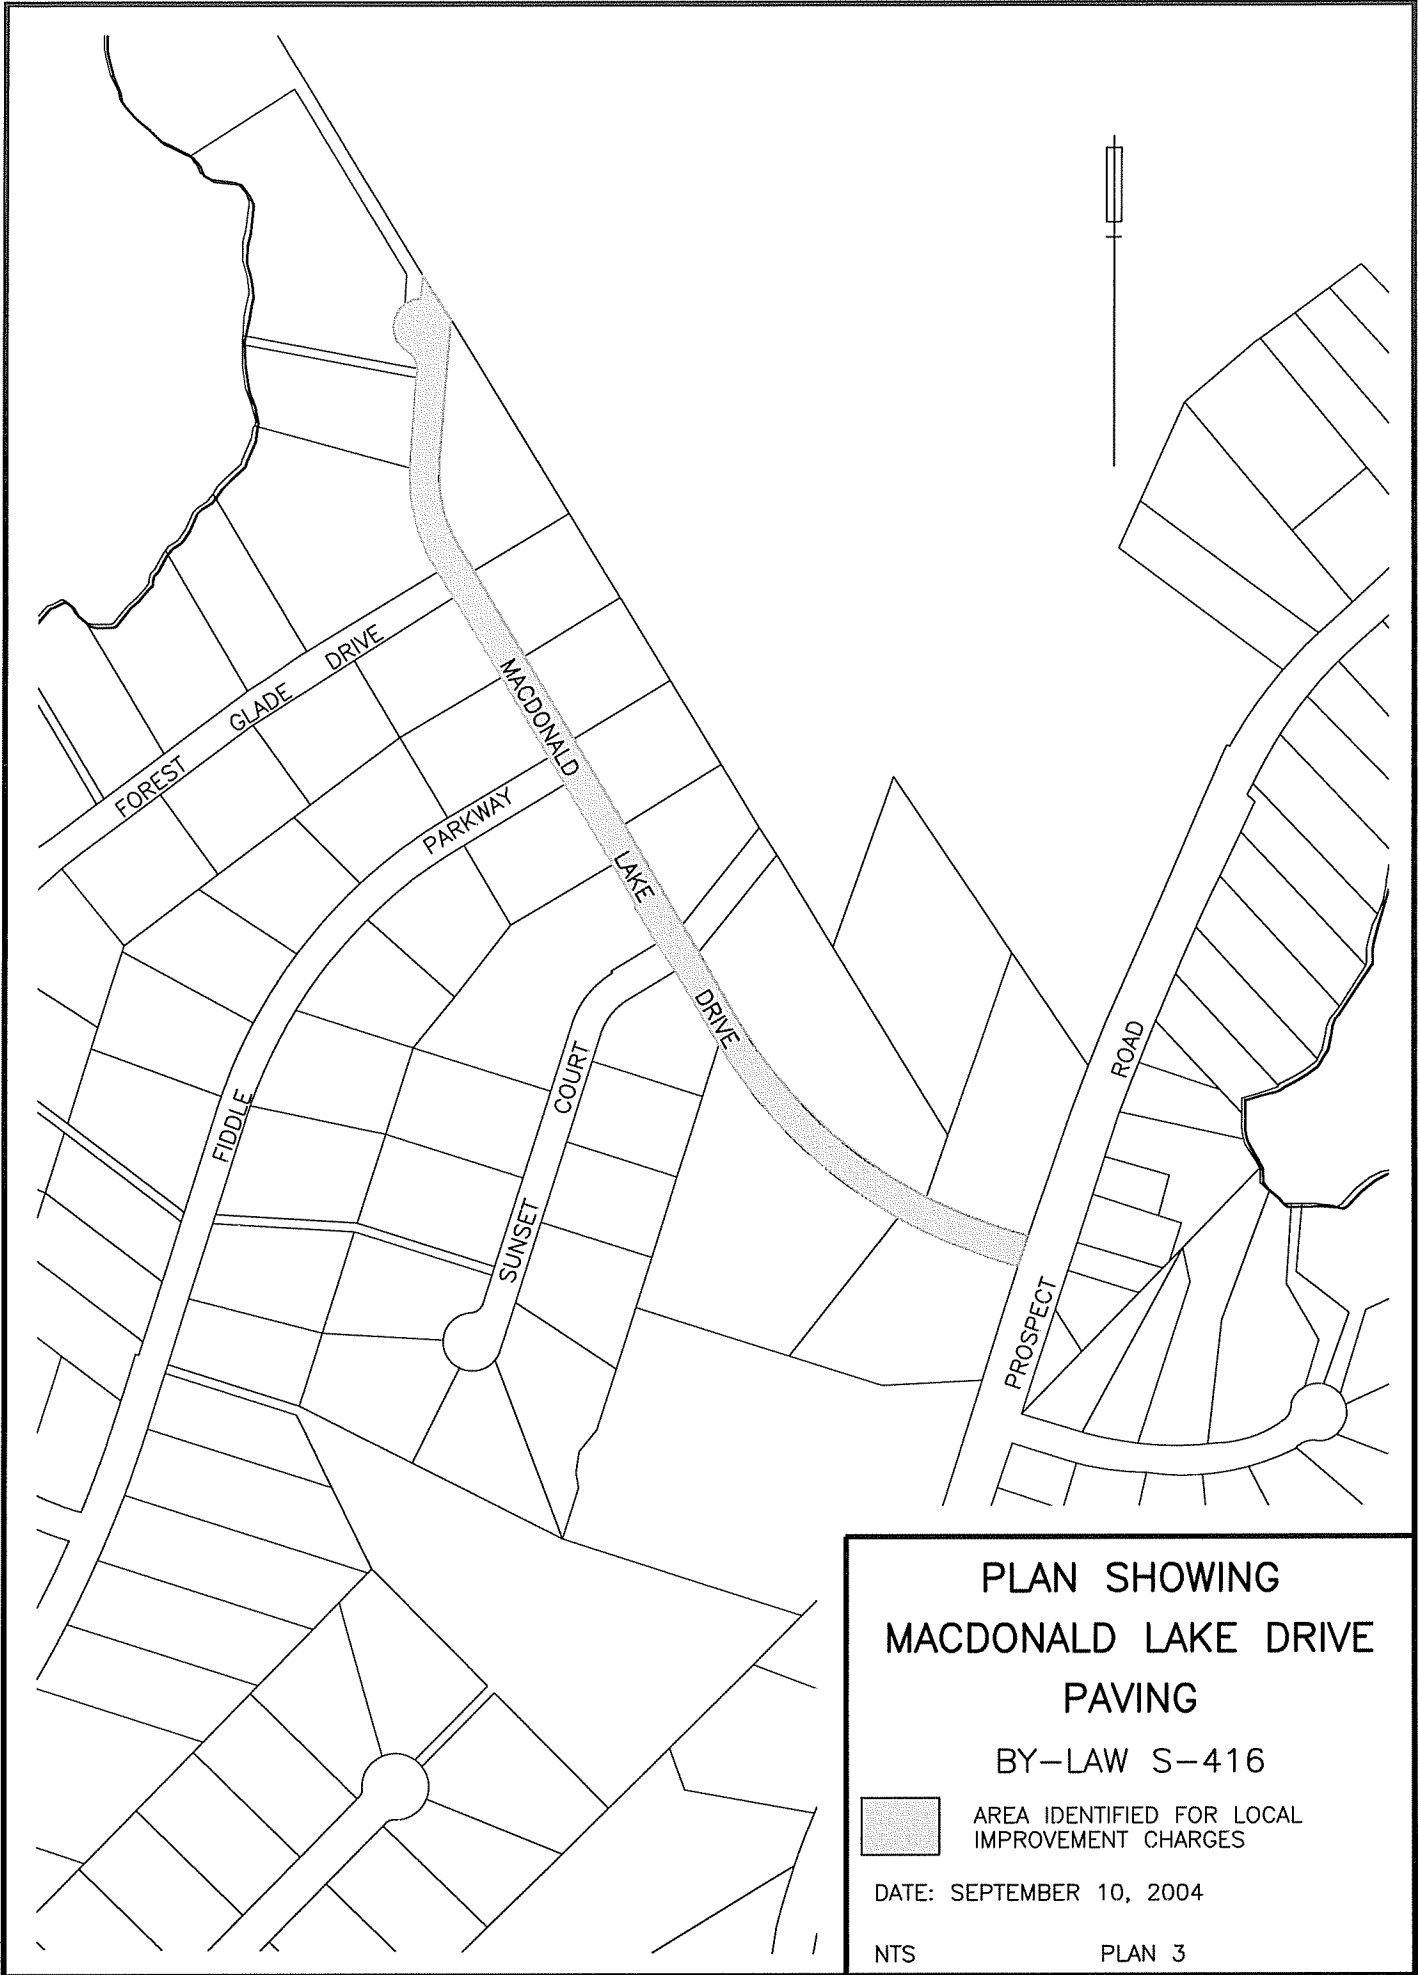 FOREST GLADE DRIVE
FIDDLE PARKWAY
MACDONALD LAKE DRIVE
SUNSET COURT
PROSPECT ROAD
PLAN SHOWING
MACDONALD LAKE DRIVE
PAVING
BY-LAW S-416
AREA IDENTIFIED FOR LOCAL
IMPROVEMENT CHARGES
DATE: SEPTEMBER 10, 2004
NTS PLAN 3